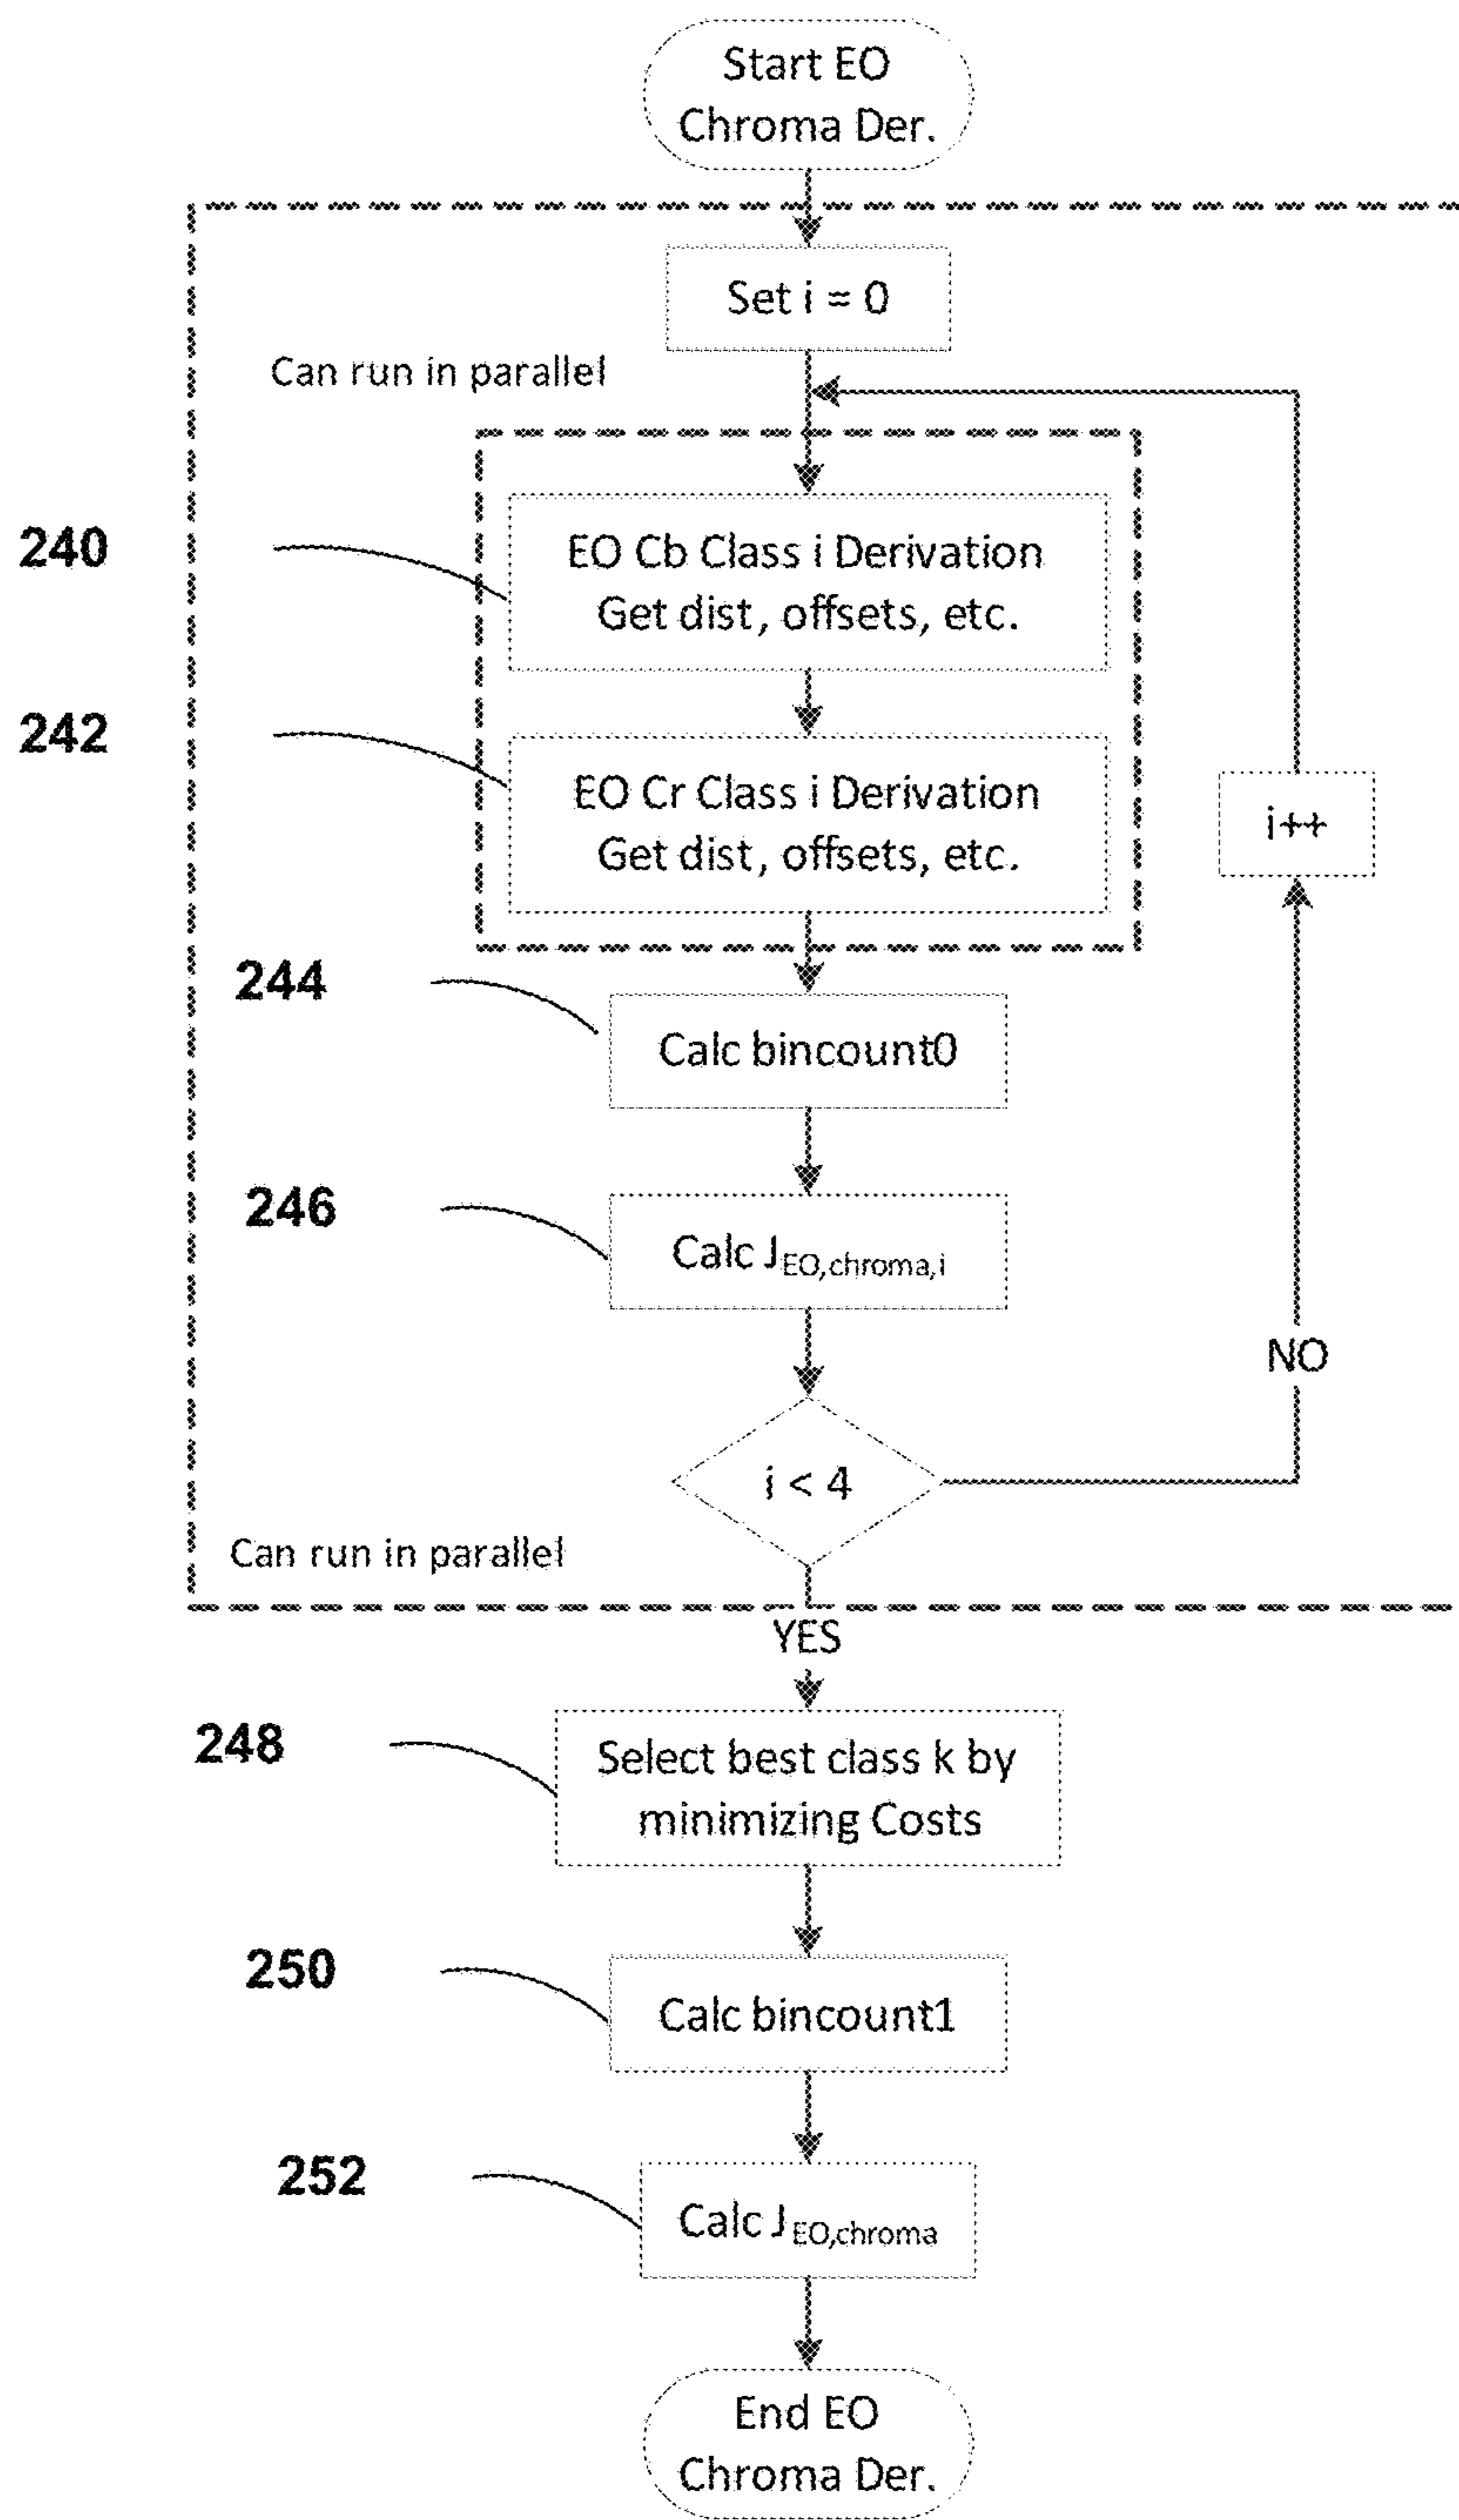 Start EO
Chroma Der.
Set i = 0
Can run in parallel
240
EO Cb Class i Derivation
Get dist, offsets, etc.
242
EO Cr Class i Derivation
Get dist, offsets, etc.
i++
244
Calc bincount0
246
Calc J EO,chroma,i
NO
i < 4
Can run in parallel
YES
248
Select best class k by
minimizing Costs
250
Calc bincount1
252
Calc J EO,chroma
End EO
Chroma Der.